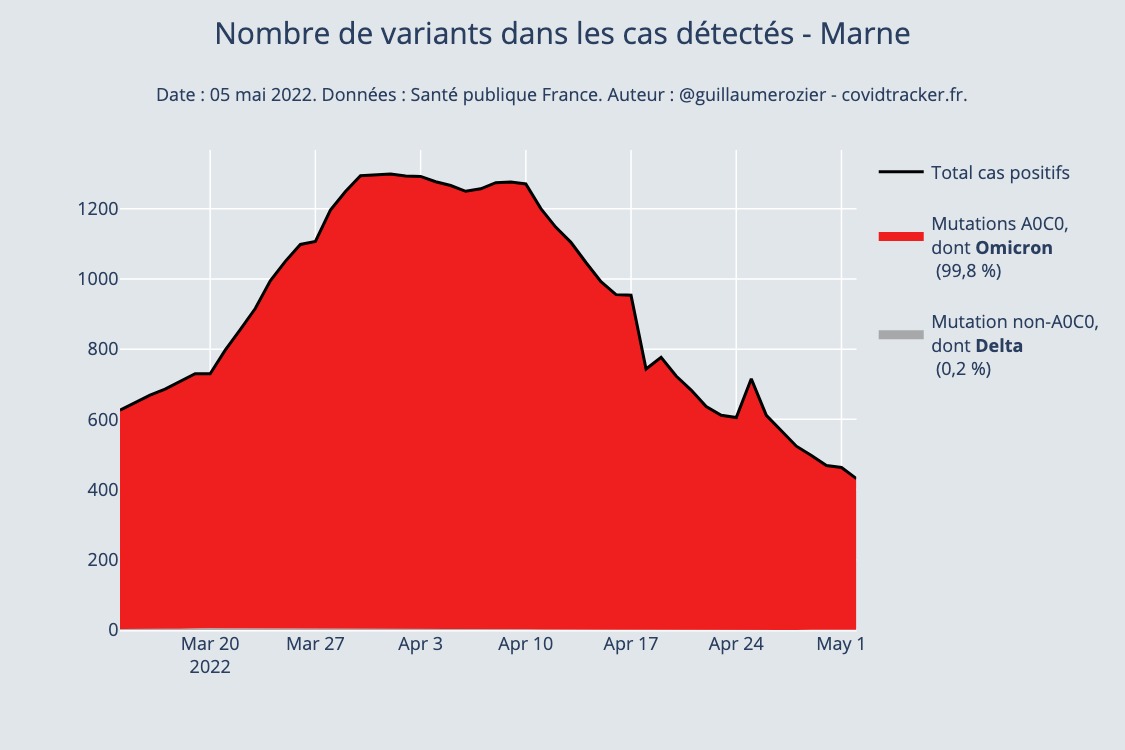 Nombre de variants dans les cas détectés - Marne
Date : 05 mai 2022. Données : Santé publique France. Auteur : @guillaumerozier - covidtracker.fr.
Total cas positifs
Mutations A0C0,
dont Omicron
(99,8 %)
Mutation non-A0C0,
dont Delta
(0,2 %)
1200
1000
800
600
400
200
0
Mar 20 Mar 27 Apr 3 Apr 10 Apr 17 Apr 24 May 1
2022